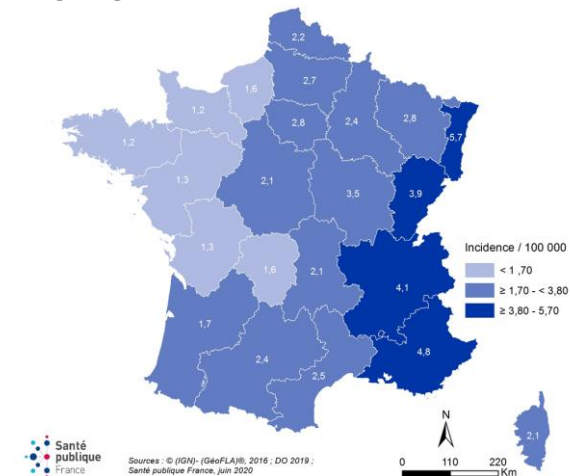 2,2
1,6
2,7
1,2
2,8
2,4
2,8
5,7
1,2
1,3
2,1
3,5
3,9
1,3
1,6
2,1
4,1
1,7
2,4
2,5
4,8
2,1
Incidence / 100 000
< 1 ,70
≥ 1,70 - < 3,80
≥ 3,80 - 5,70
N
0 110 220
Km
Santé
publique
France
Sources : © (IGN)- (GéoFLA)®, 2016 ; DO 2019 ;
Santé publique France, juin 2020